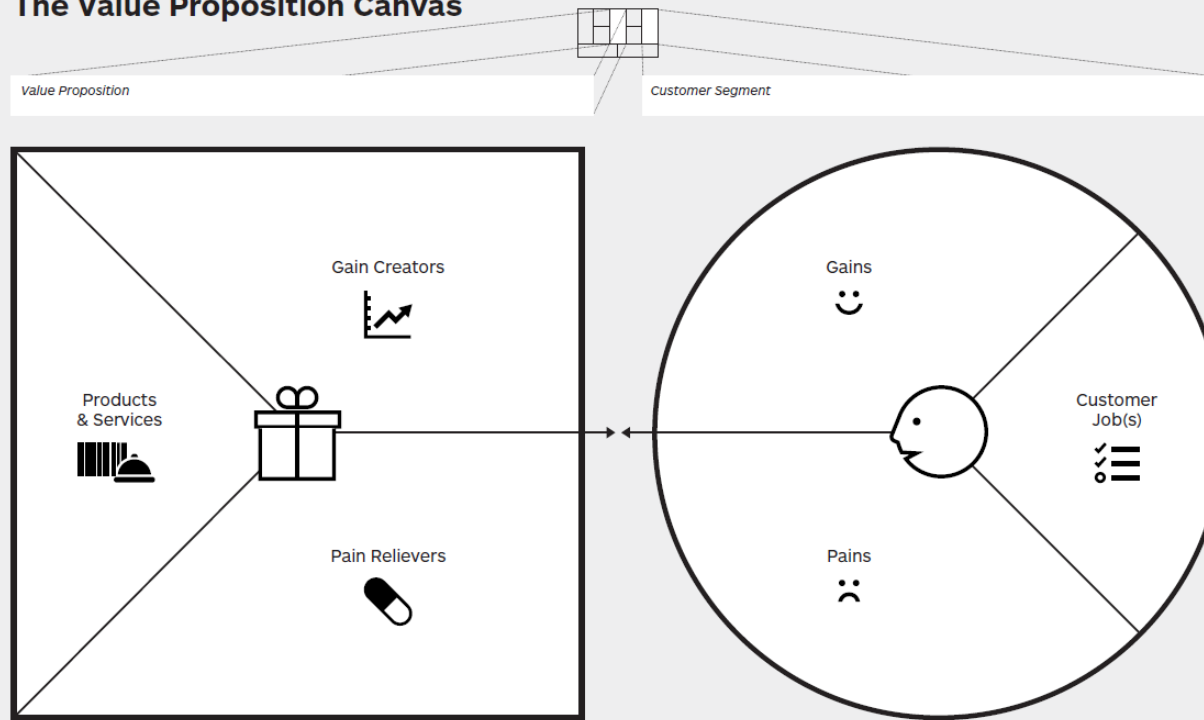 The Value Proposition Canvas
Value Proposition
Customer Segment
Gain Creators
Products
& Services
Pain Relievers
Gains
Customer
Job(s)
Pains